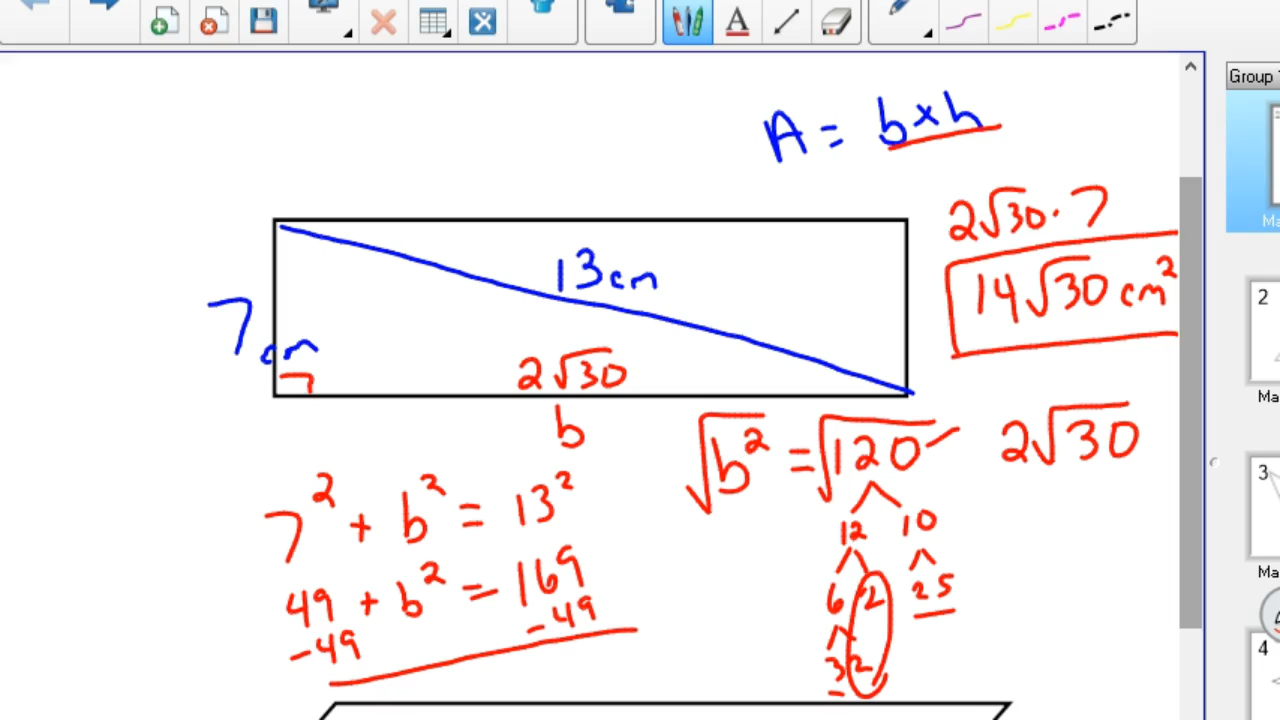 A = b×h
2√30 · 7
14√30 cm²
13cm
7cm
7
2√30
b
√b² = √120
2√30
7² + b² = 13²
49 + b² = 169
-49 -49
12 10
6 2 2 5
3 2
Group
Ma
2
Ma
3
Ma
4